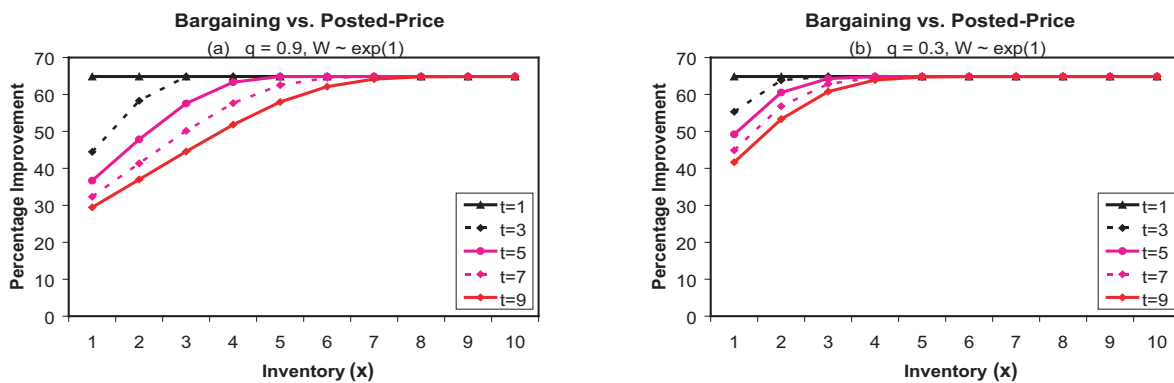 Bargaining vs. Posted-Price
(a) q = 0.9, W ~ exp(1)
Percentage Improvement
70
60
50
40
30
20
10
0
t=1
t=3
t=5
t=7
t=9
1 2 3 4 5 6 7 8 9 10
Inventory (x)
Bargaining vs. Posted-Price
(b) q = 0.3, W ~ exp(1)
Percentage Improvement
70
60
50
40
30
20
10
0
t=1
t=3
t=5
t=7
t=9
1 2 3 4 5 6 7 8 9 10
Inventory (x)